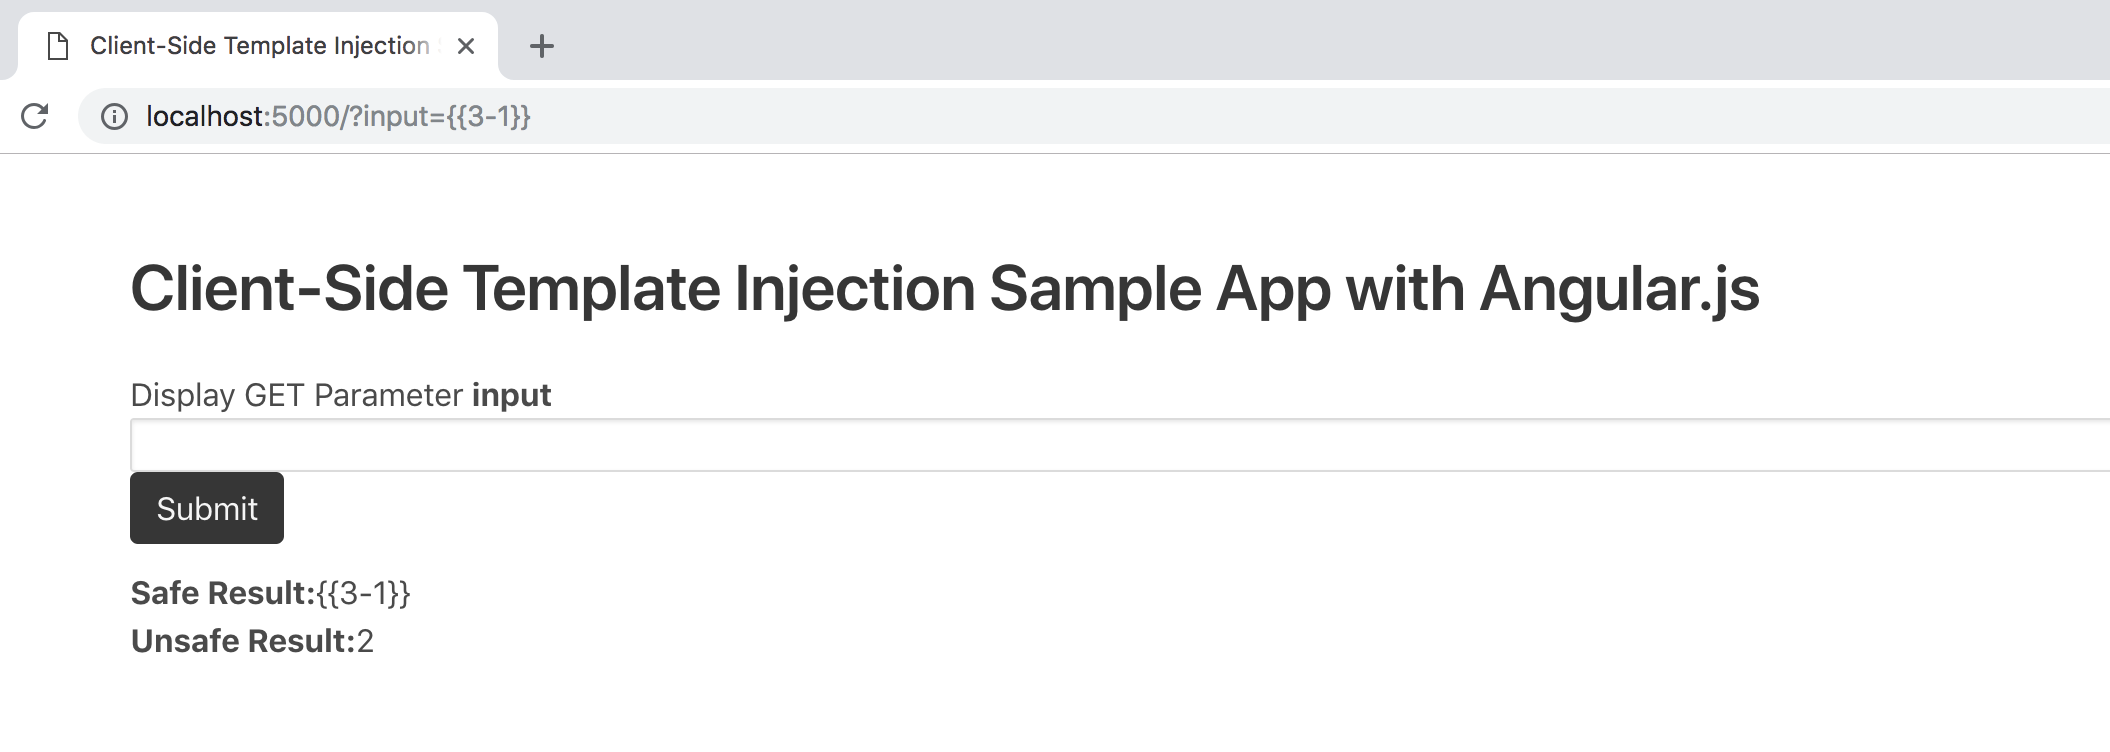 Client-Side Template Injection
localhost:5000/?input={{3-1}}
Client-Side Template Injection Sample App with Angular.js
Display GET Parameter input
Submit
Safe Result:{{3-1}}
Unsafe Result:2